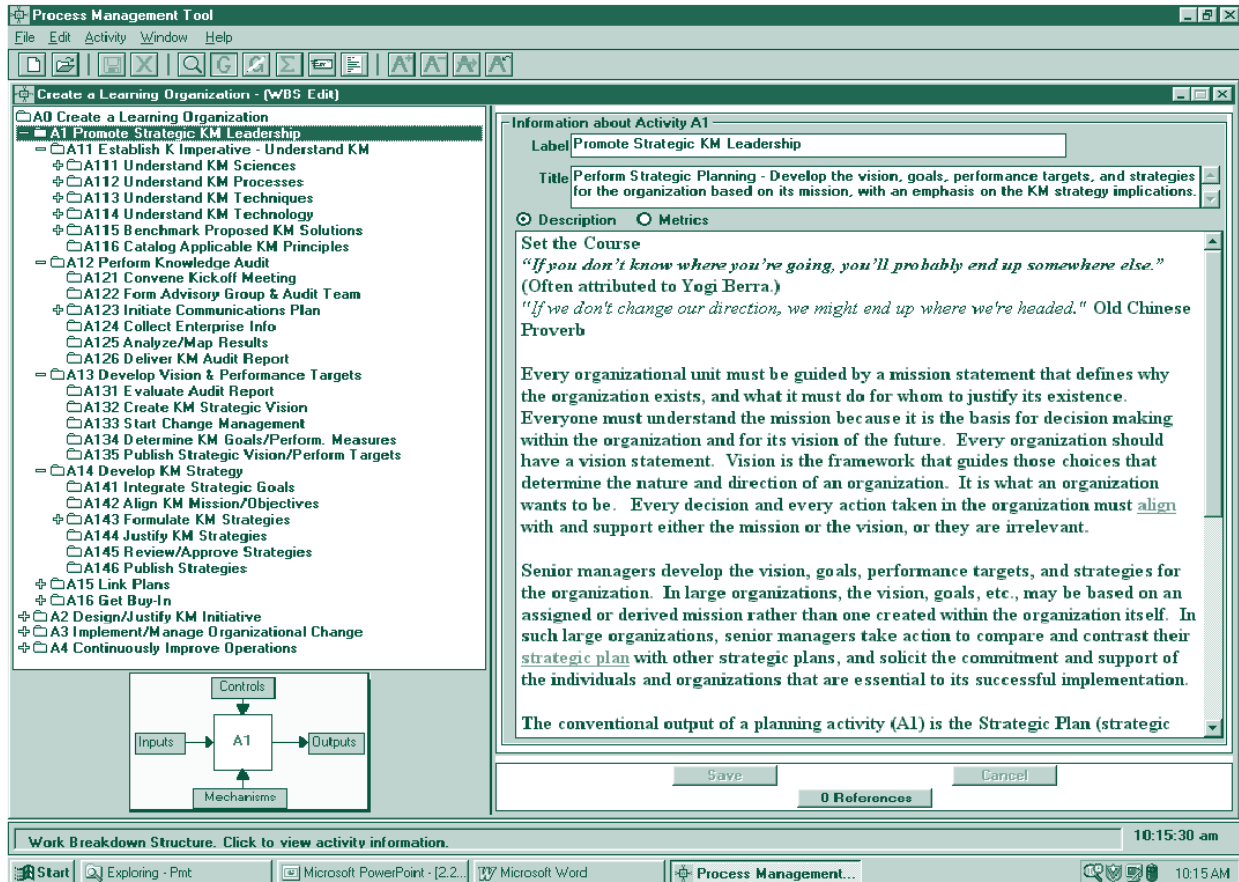 Process Management Tool
File Edit Activity Window Help
G G Σ A+ A-
Create a Learning Organization - (WBS Edit)
A0 Create a Learning Organization
A1 Promote Strategic KM Leadership
A11 Establish K Imperative - Understand KM
A111 Understand KM Sciences
A112 Understand KM Processes
A113 Understand KM Techniques
A114 Understand KM Technology
A115 Benchmark Proposed KM Solutions
A116 Catalog Applicable KM Principles
A12 Perform Knowledge Audit
A121 Convene Kickoff Meeting
A122 Form Advisory Group & Audit Team
A123 Initiate Communications Plan
A124 Collect Enterprise Info
A125 Analyze/Map Results
A126 Deliver KM Audit Report
A13 Develop Vision & Performance Targets
A131 Evaluate Audit Report
A132 Create KM Strategic Vision
A133 Start Change Management
A134 Determine KM Goals/Perform. Measures
A135 Publish Strategic Vision/Perform Targets
A14 Develop KM Strategy
A141 Integrate Strategic Goals
A142 Align KM Mission/Objectives
A143 Formulate KM Strategies
A144 Justify KM Strategies
A145 Review/Approve Strategies
A146 Publish Strategies
A15 Link Plans
A16 Get Buy-In
A2 Design/Justify KM Initiative
A3 Implement/Manage Organizational Change
A4 Continuously Improve Operations
Controls
Inputs A1 Outputs
Mechanisms
Information about Activity A1
Label Promote Strategic KM Leadership
Title Perform Strategic Planning - Develop the vision, goals, performance targets, and strategies
for the organization based on its mission, with an emphasis on the KM strategy implications.
Description Metrics
Set the Course
“If you don’t know where you’re going, you’ll probably end up somewhere else.”
(Often attributed to Yogi Berra.)
"If we don't change our direction, we might end up where we're headed." Old Chinese
Proverb
Every organizational unit must be guided by a mission statement that defines why
the organization exists, and what it must do for whom to justify its existence.
Everyone must understand the mission because it is the basis for decision making
within the organization and for its vision of the future. Every organization should
have a vision statement. Vision is the framework that guides those choices that
determine the nature and direction of an organization. It is what an organization
wants to be. Every decision and every action taken in the organization must align
with and support either the mission or the vision, or they are irrelevant.
Senior managers develop the vision, goals, performance targets, and strategies for
the organization. In large organizations, the vision, goals, etc., may be based on an
assigned or derived mission rather than one created within the organization itself. In
such large organizations, senior managers take action to compare and contrast their
strategic plan with other strategic plans, and solicit the commitment and support of
the individuals and organizations that are essential to its successful implementation.
The conventional output of a planning activity (A1) is the Strategic Plan (strategic
Save Cancel
0 References
Work Breakdown Structure. Click to view activity information. 10:15:30 am
Start Exploring - Pmt Microsoft PowerPoint - [2.2... Microsoft Word Process Management... 10:15 AM